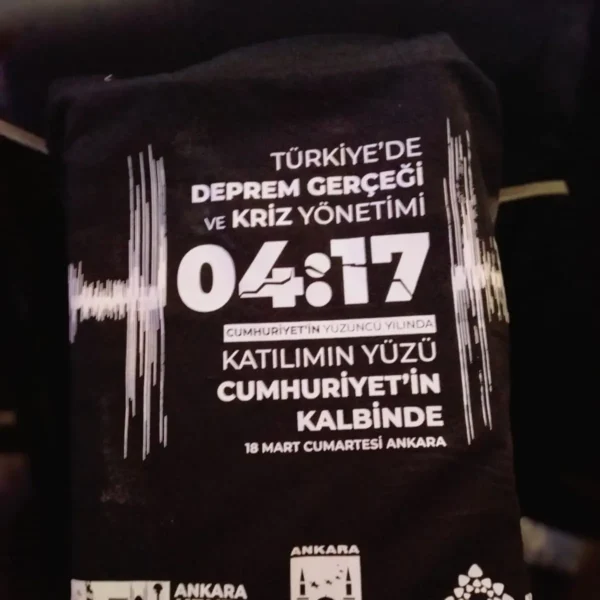 TÜRKİYE'DE
DEPREM GERÇEĞİ
VE KRİZ YÖNETİMİ
04:17
CUMHURİYET'İN YÜZÜNCÜ YILINDA
KATILIMIN YÜZÜ
CUMHURİYET'İN
KALBİNDE
18 MART CUMARTESİ ANKARA
ANKARA
ANKARA